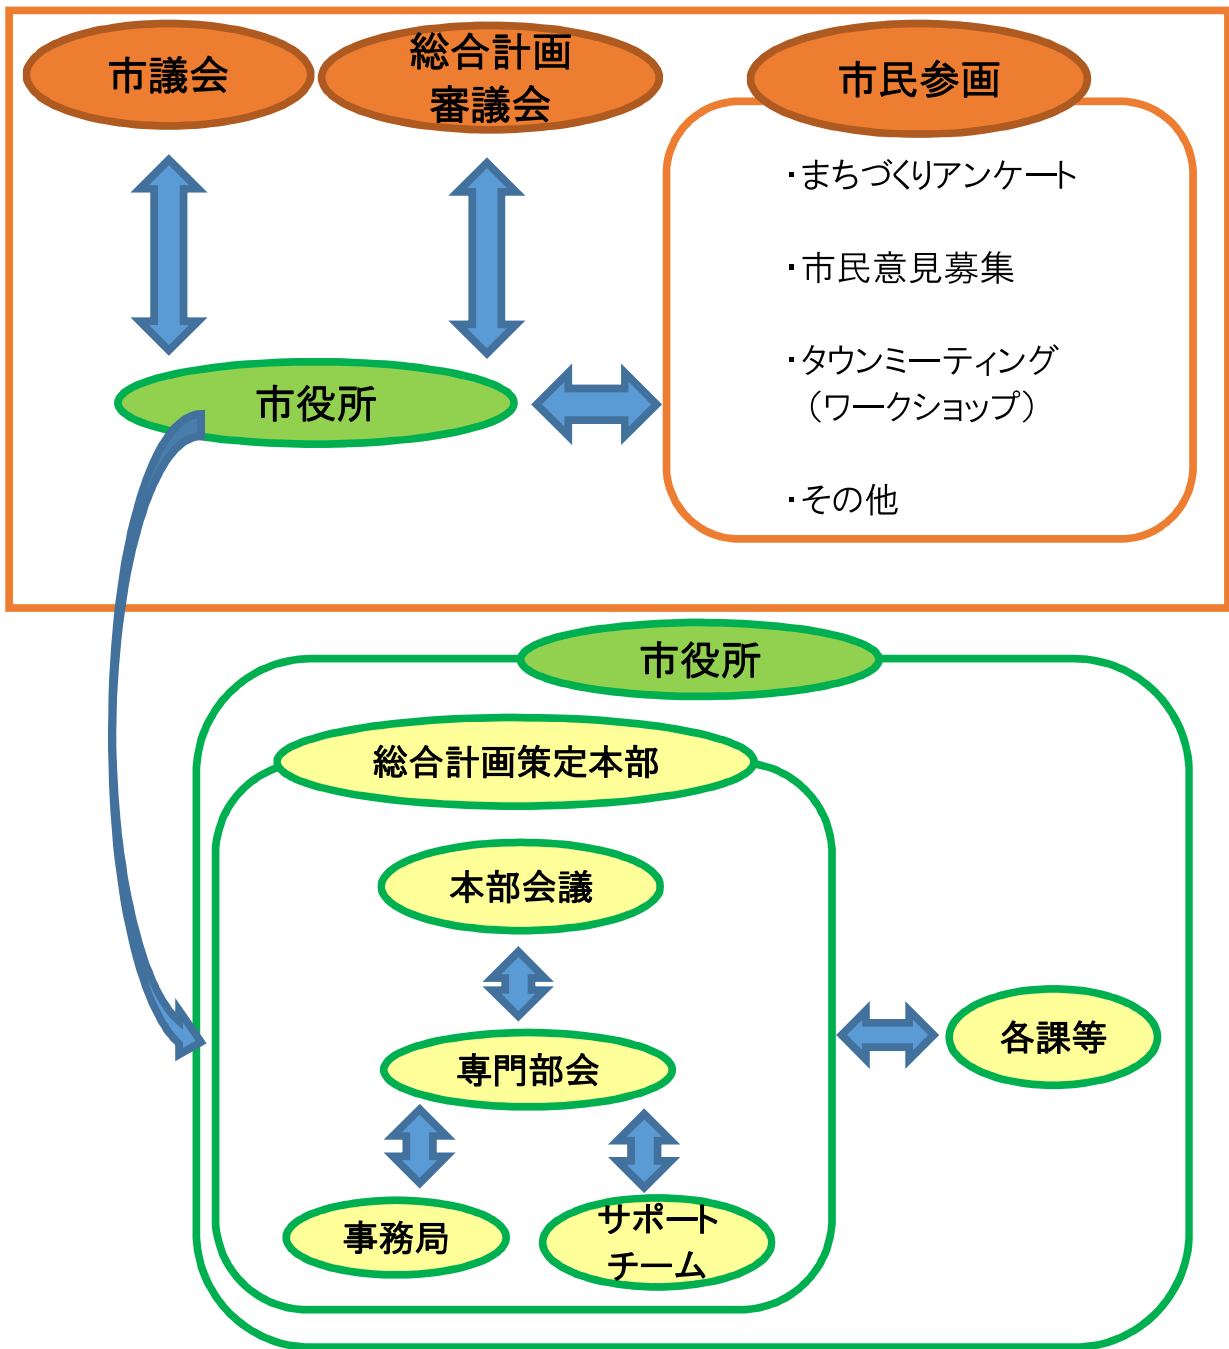 市議会
総合計画
審議会
市民参画
・まちづくりアンケート
・市民意見募集
・タウンミーティング
（ワークショップ）
・その他
市役所
市役所
総合計画策定本部
本部会議
専門部会
各課等
事務局
サポート
チーム